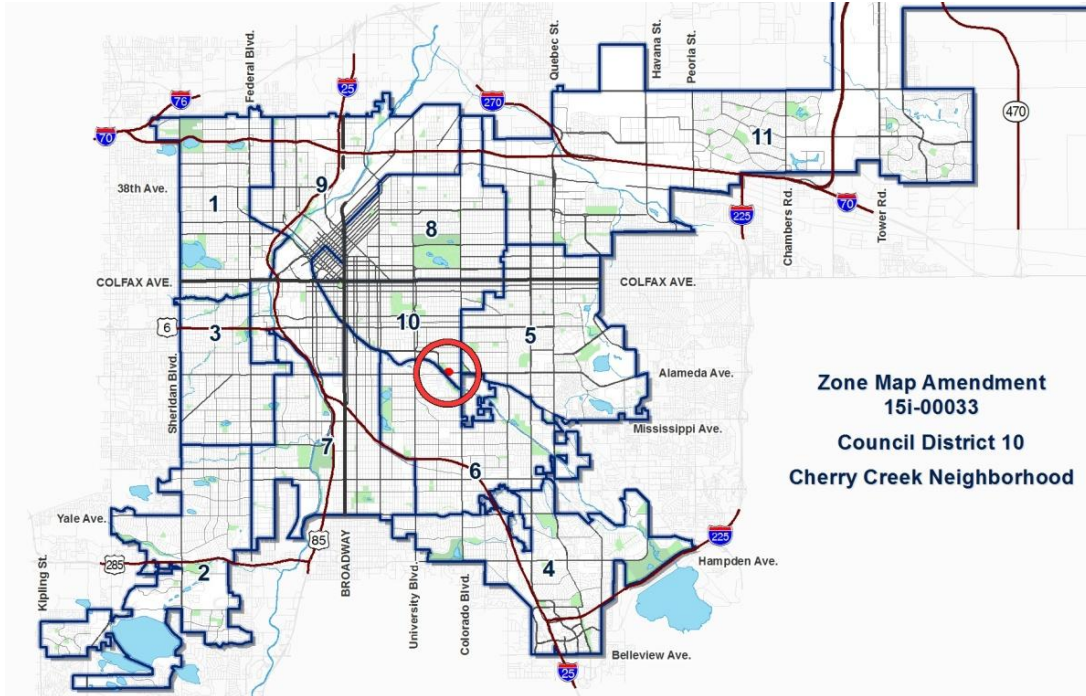 Federal Blvd.
Quebec St.
Havana St.
Peoria St.
76
25
270
470
70
11
38th Ave.
1
9
8
225
Chambers Rd.
70
Tower Rd.
COLFAX AVE.
COLFAX AVE.
6
3
10
5
Sheridan Blvd.
Alameda Ave.
Mississippi Ave.
Zone Map Amendment
15i-00033
Council District 10
Cherry Creek Neighborhood
7
6
Yale Ave.
85
225
Kipling St.
285
2
BROADWAY
University Blvd.
Colorado Blvd.
4
Hampden Ave.
Belleview Ave.
25